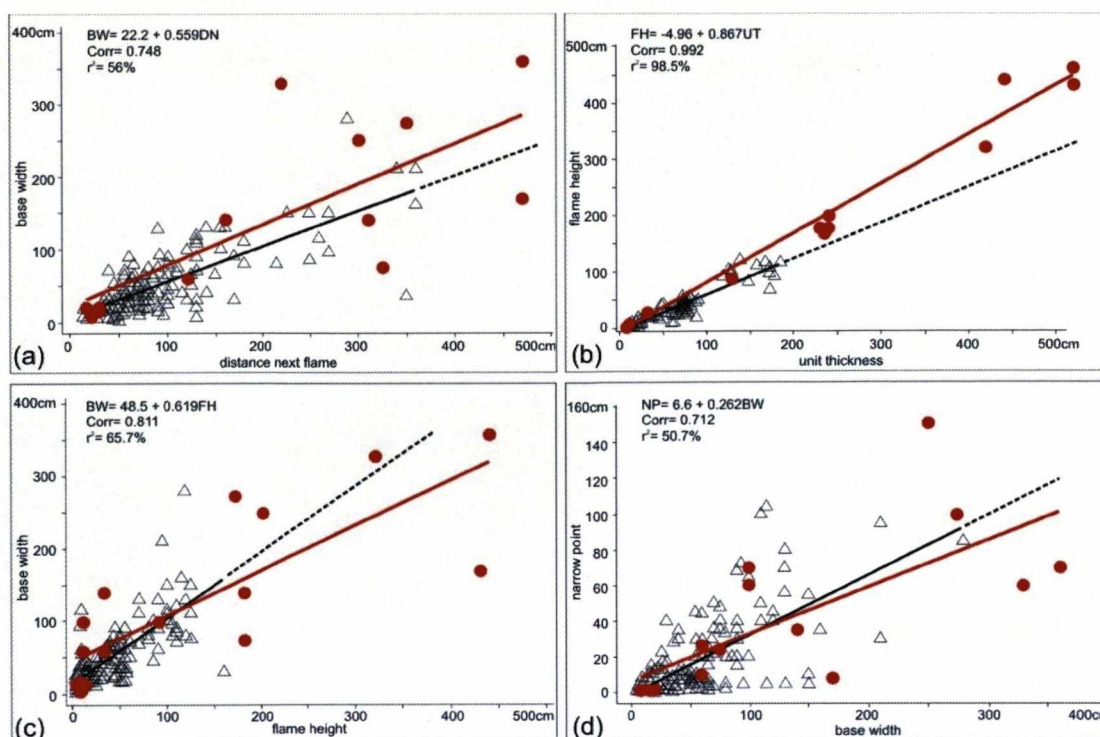 400cm
300
200
100
0
base width
BW= 22.2 + 0.559DN
Corr= 0.748
r²= 56%
0 100 200 300 400 500cm
distance next flame
(a)
500cm
400
300
200
100
0
flame height
FH= -4.96 + 0.867UT
Corr= 0.992
r²= 98.5%
0 100 200 300 400 500cm
unit thickness
(b)
400cm
300
200
100
0
base width
BW= 48.5 + 0.619FH
Corr= 0.811
r²= 65.7%
0 100 200 300 400 500cm
flame height
(c)
160cm
140
120
100
80
60
40
20
0
narrow point
NP= 6.6 + 0.262BW
Corr= 0.712
r²= 50.7%
0 100 200 300 400cm
base width
(d)